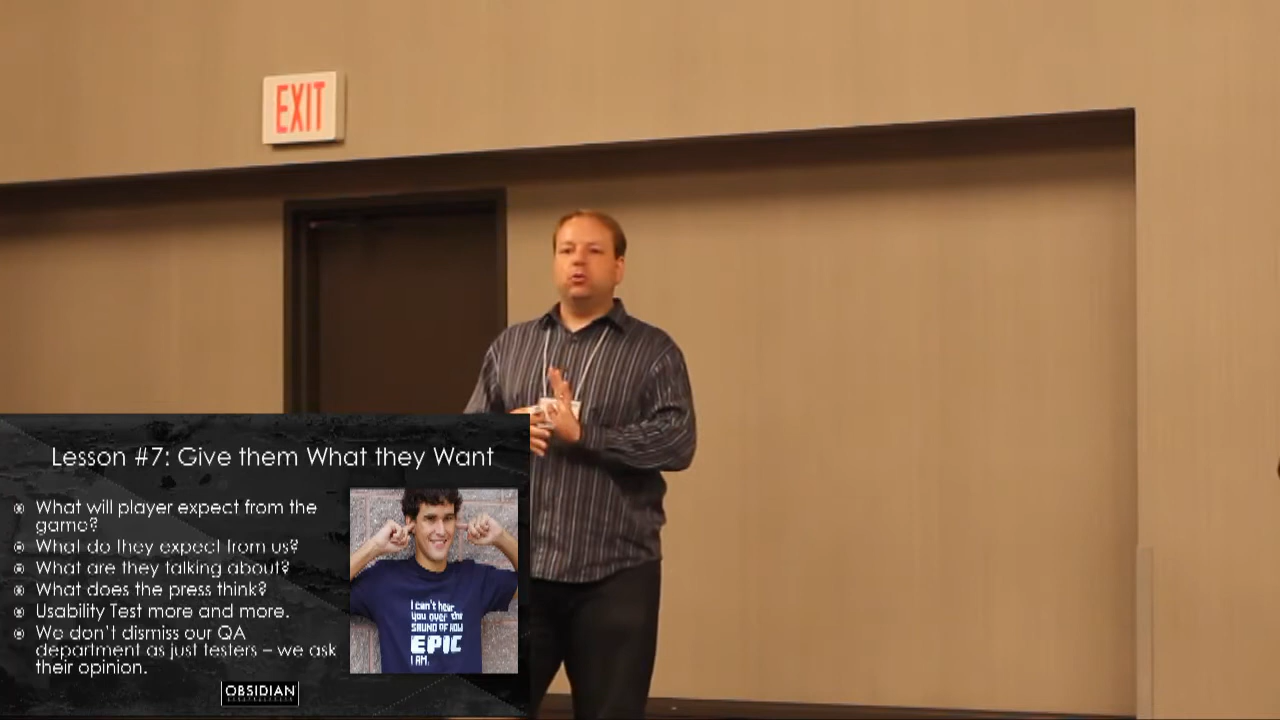 EXIT
Lesson #7: Give them What they Want
What will player expect from the
game?
What do they expect from us?
What are they talking about?
What does the press think?
Usability Test more and more.
We don't dismiss our QA
department as just testers – we ask
their opinion.
I can't hear
you over the
SOUND OF HOW
EPIC
I AM.
OBSIDIAN